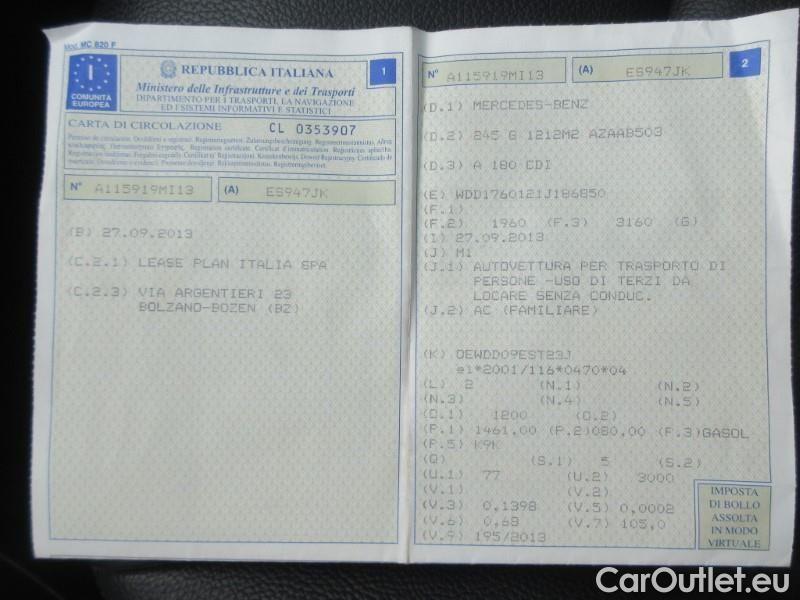 Mod. MC 820 F
I
COMUNITÀ
EUROPEA
REPUBBLICA ITALIANA
1
Ministero delle Infrastrutture e dei Trasporti
DIPARTIMENTO PER I TRASPORTI, LA NAVIGAZIONE
ED I SISTEMI INFORMATIVI E STATISTICI
CARTA DI CIRCOLAZIONE CL 0353907
N° A115919MI13 (A) ES947JK
(B) 27.09.2013
(C.2.1) LEASE PLAN ITALIA SPA
(C.2.3) VIA ARGENTIERI 23
BOLZANO-BOZEN (BZ)
N° A115919MI13 (A) ES947JK 2
(D.1) MERCEDES-BENZ
(D.2) 245 G 1212M2 AZAAB503
(D.3) A 180 CDI
(E) WDD1760121J186850
(F.1)
(F.2) 1960 (F.3) 3160 (G)
(I) 27.09.2013
(J) M1
(J.1) AUTOVETTURA PER TRASPORTO DI
PERSONE -USO DI TERZI DA
LOCARE SENZA CONDUC.
(J.2) AC (FAMILIARE)
(K) OEWDD09EST23J
e1*2001/116*0470*04
(L) 2 (N.1) (N.2)
(N.3) (N.4) (N.5)
(O.1) 1200 (O.2)
(P.1) 1461,00 (P.2)080,00 (P.3)GASOL
(P.5) K9K
(Q) (S.1) 5 (S.2)
(U.1) 77 (U.2) 3000
(V.1) (V.2)
(V.3) 0,1398 (V.5) 0,0002
(V.6) 0,68 (V.7) 105,0
(V.9) 195/2013
IMPOSTA
DI BOLLO
ASSOLTA
IN MODO
VIRTUALE
CarOutlet.eu